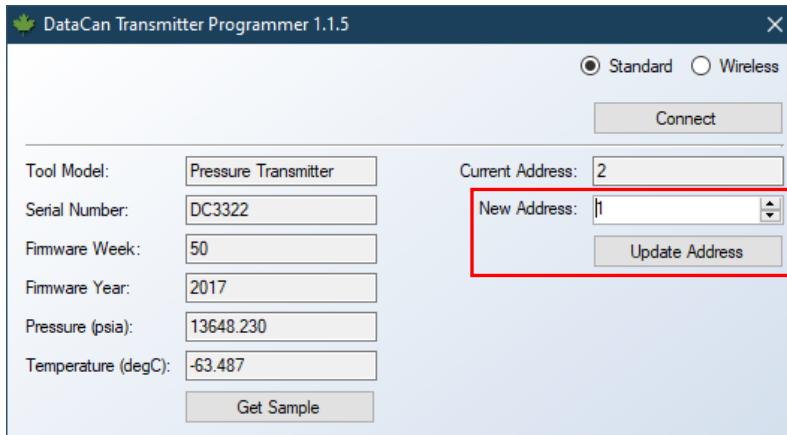 DataCan Transmitter Programmer 1.1.5
Standard Wireless
Connect
Tool Model: Pressure Transmitter Current Address: 2
Serial Number: DC3322 New Address: 1
Firmware Week: 50 Update Address
Firmware Year: 2017
Pressure (psia): 13648.230
Temperature (degC): -63.487
Get Sample